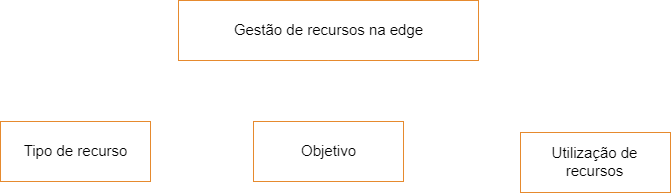 Gestão de recursos na edge
Tipo de recurso
Objetivo
Utilização de
recursos